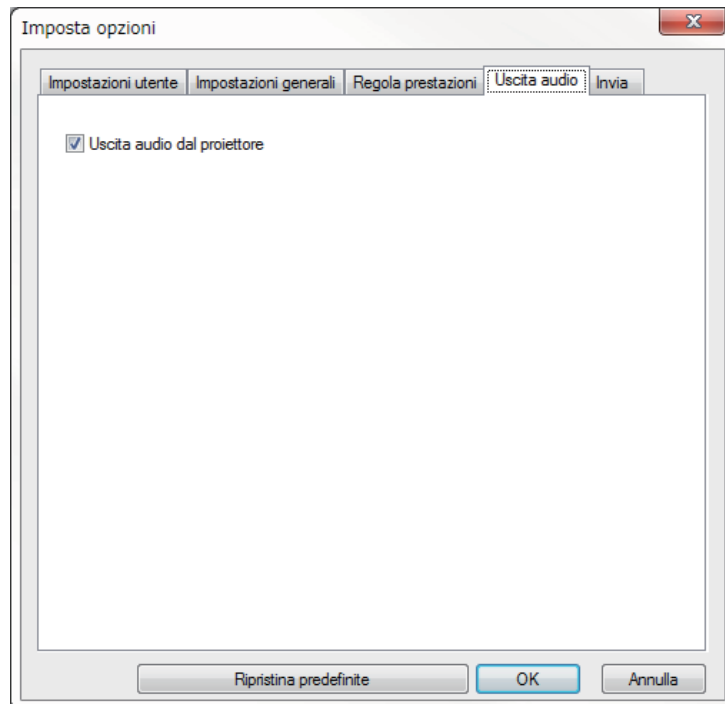 Imposta opzioni
Impostazioni utente Impostazioni generali Regola prestazioni Uscita audio Invia
Uscita audio dal proiettore
Ripristina predefinite OK Annulla